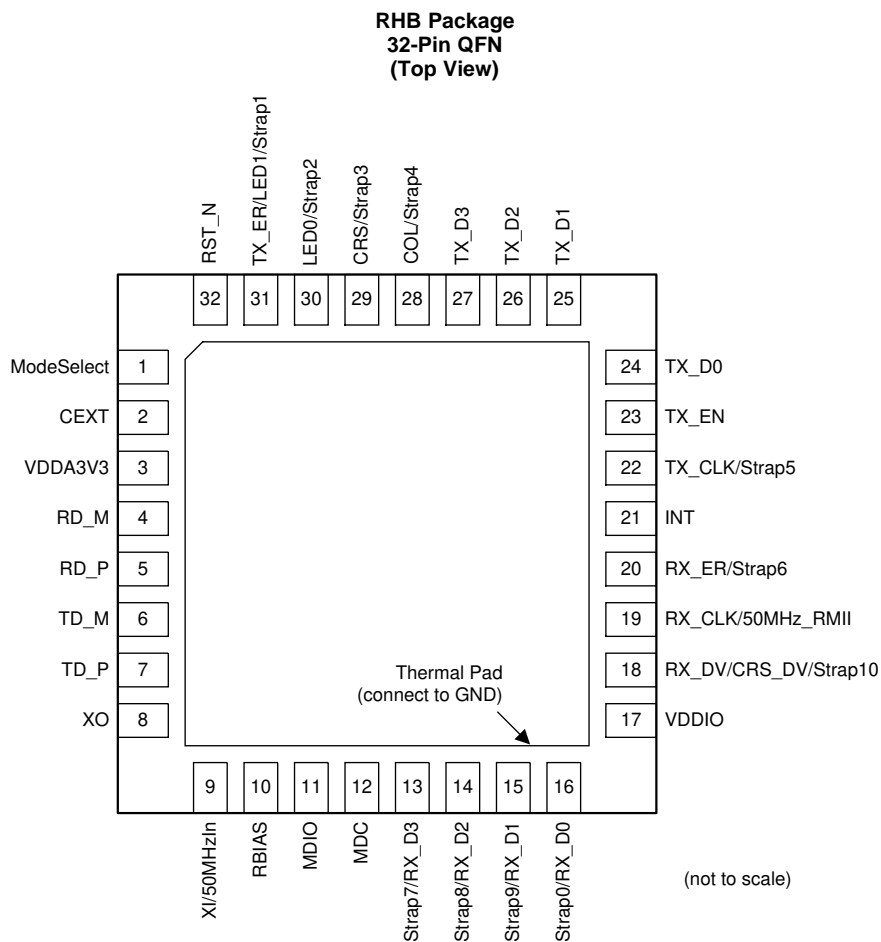 RHB Package
32-Pin QFN
(Top View)
RST_N
TX_ER/LED1/Strap1
LED0/Strap2
CRS/Strap3
COL/Strap4
TX_D3
TX_D2
TX_D1
32 31 30 29 28 27 26 25
ModeSelect 1
CEXT 2
VDDA3V3 3
RD_M 4
RD_P 5
TD_M 6
TD_P 7
XO 8
24 TX_D0
23 TX_EN
22 TX_CLK/Strap5
21 INT
20 RX_ER/Strap6
19 RX_CLK/50MHz_RMII
18 RX_DV/CRS_DV/Strap10
17 VDDIO
Thermal Pad
(connect to GND)
9 10 11 12 13 14 15 16
XI/50MHzIn
RBIAS
MDIO
MDC
Strap7/RX_D3
Strap8/RX_D2
Strap9/RX_D1
Strap0/RX_D0
(not to scale)